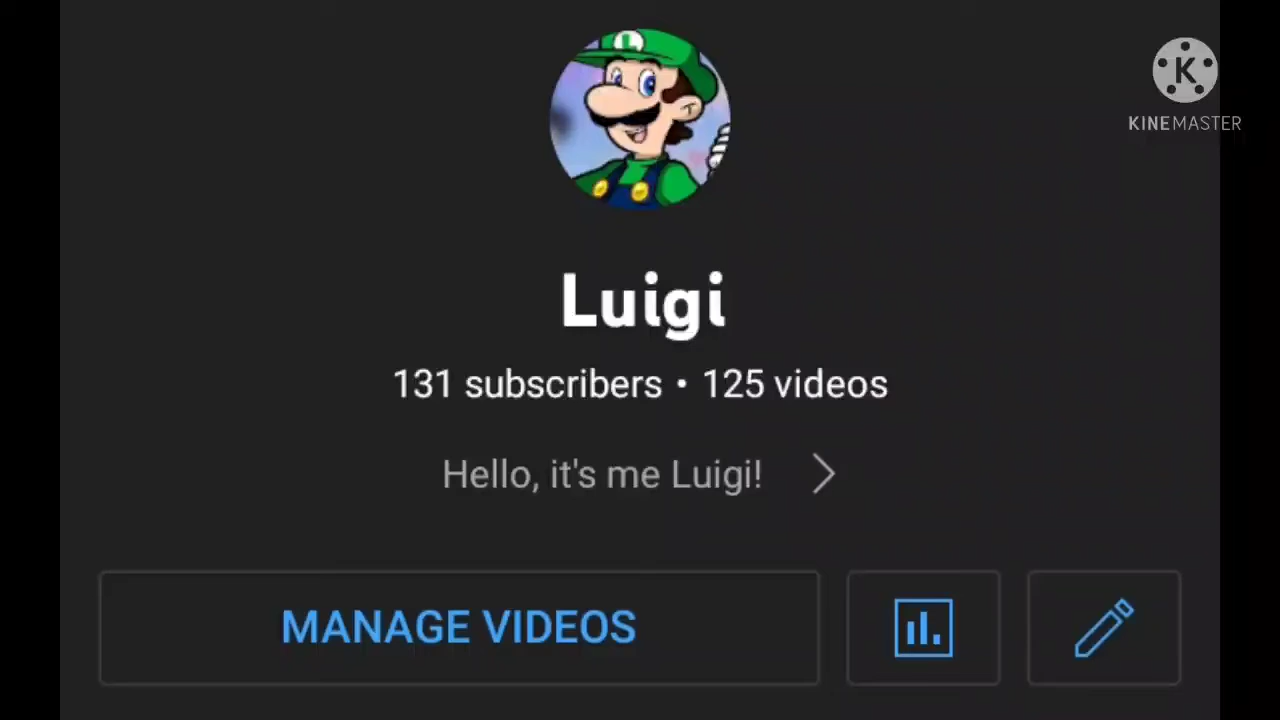 L
K
KINEMASTER
Luigi
131 subscribers • 125 videos
Hello, it's me Luigi!
MANAGE VIDEOS